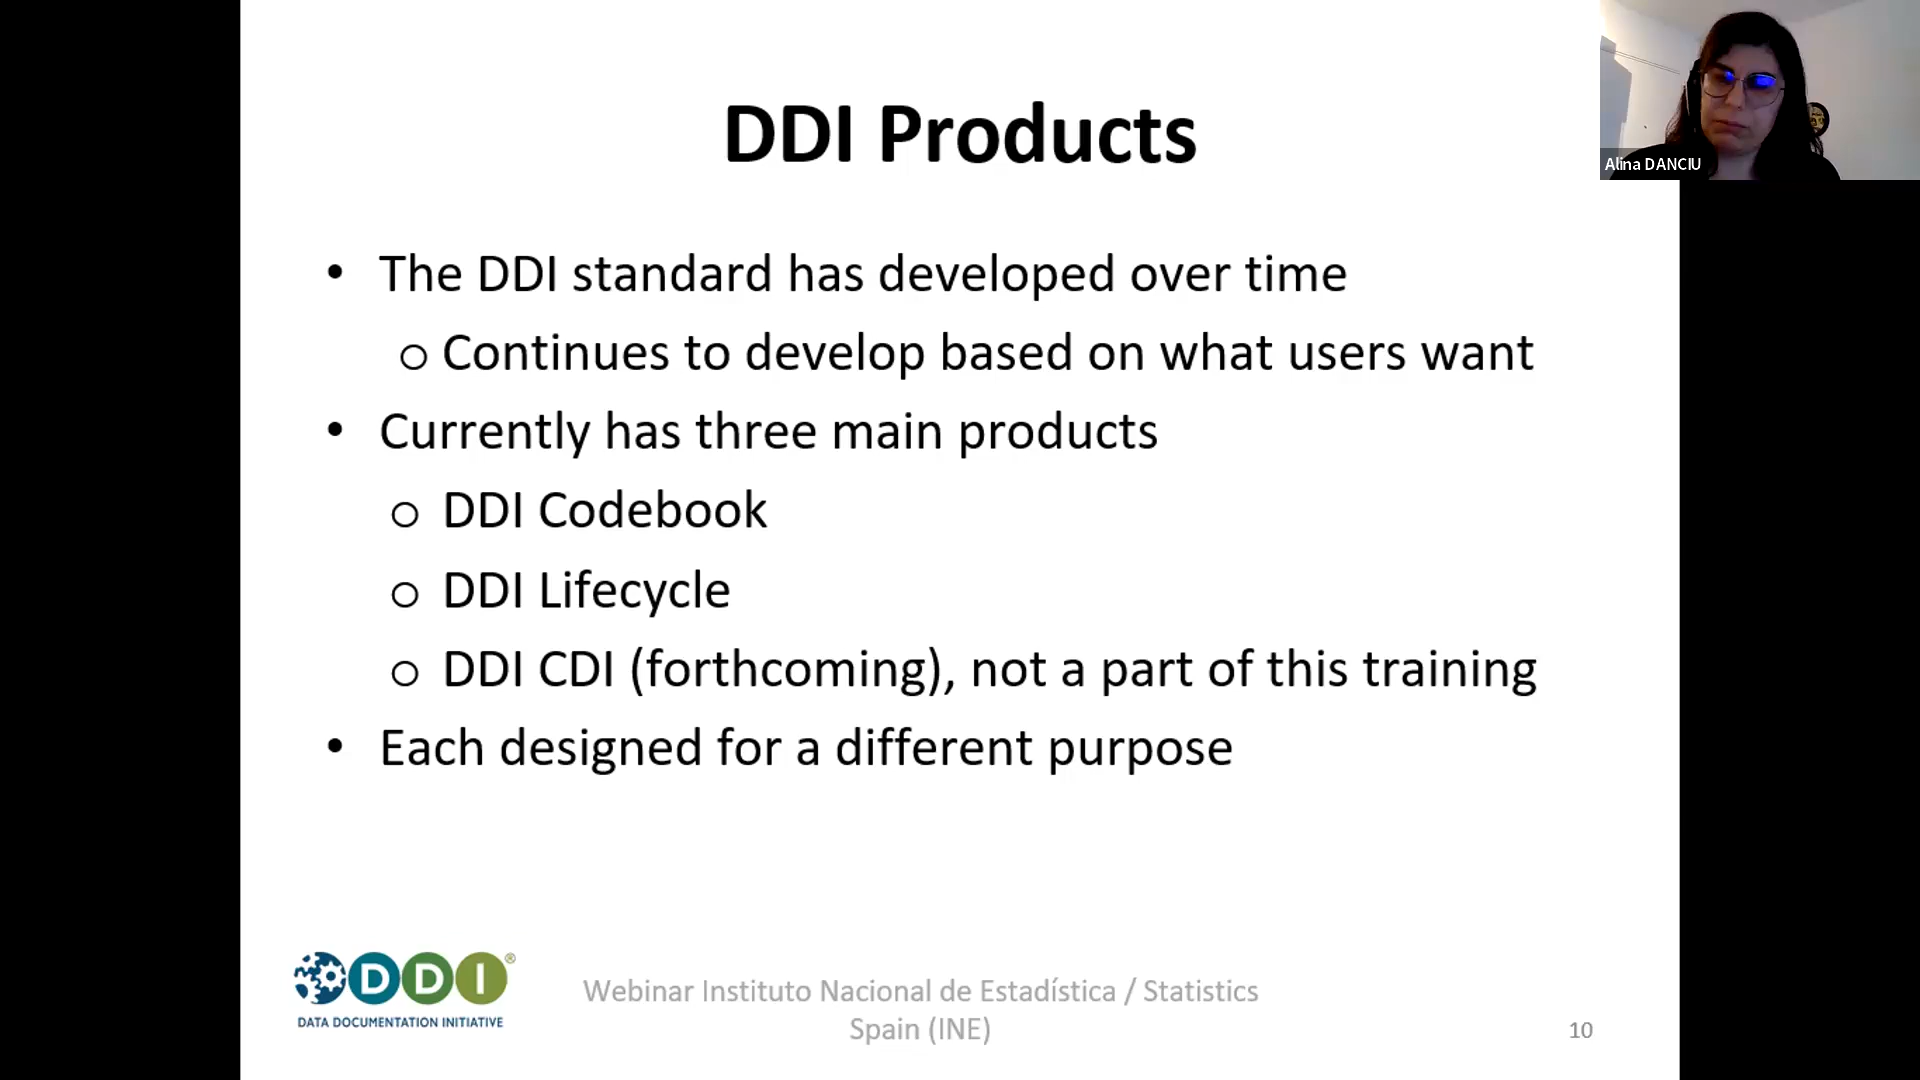 DDI Products
Alina DANCIU
• The DDI standard has developed over time
o Continues to develop based on what users want
• Currently has three main products
o DDI Codebook
o DDI Lifecycle
o DDI CDI (forthcoming), not a part of this training
• Each designed for a different purpose
DDI®
DATA DOCUMENTATION INITIATIVE
Webinar Instituto Nacional de Estadística / Statistics
Spain (INE)
10